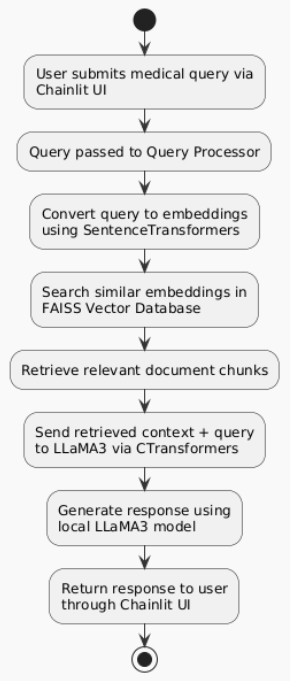 User submits medical query via
Chainlit UI
Query passed to Query Processor
Convert query to embeddings
using SentenceTransformers
Search similar embeddings in
FAISS Vector Database
Retrieve relevant document chunks
Send retrieved context + query
to LLaMA3 via CTransformers
Generate response using
local LLaMA3 model
Return response to user
through Chainlit UI